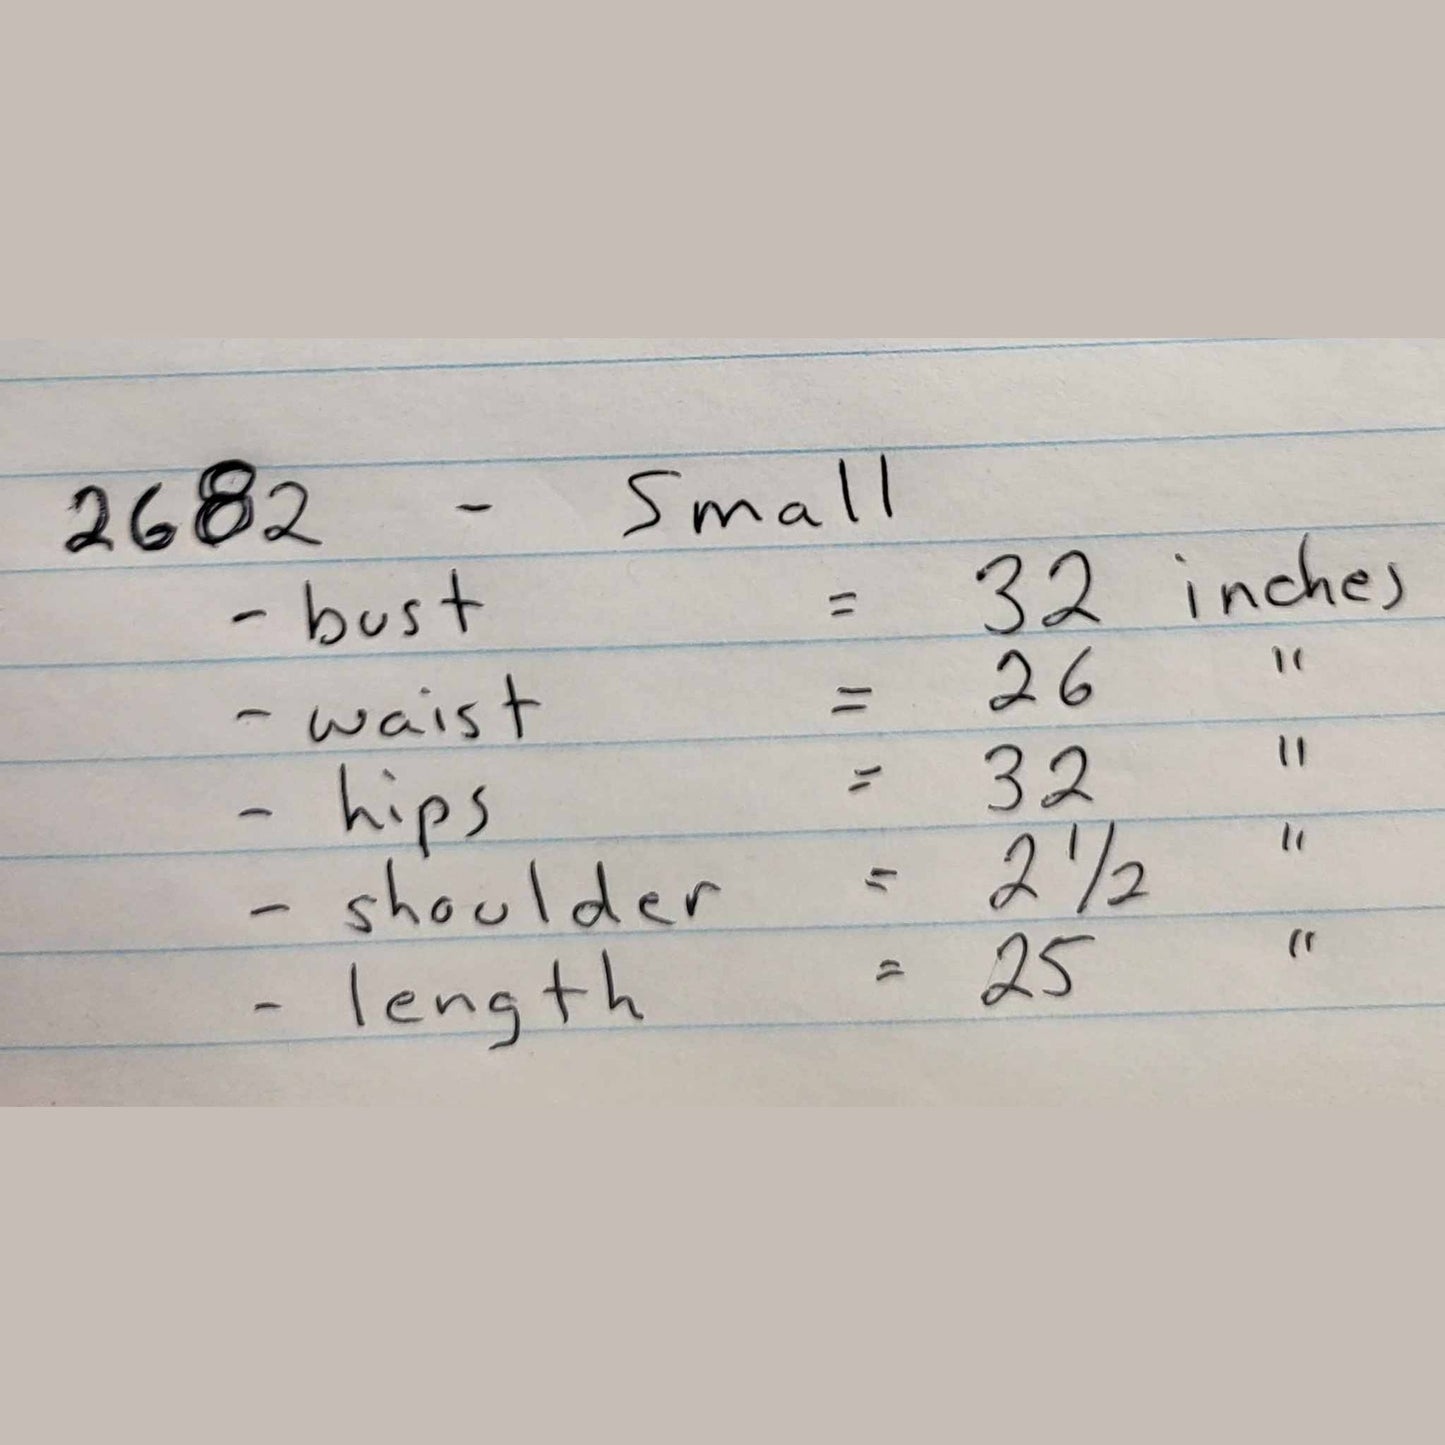 2682 - Small
- bust = 32 inches
- waist = 26 "
- hips = 32 "
- shoulder = 2 1/2 "
- length = 25 "